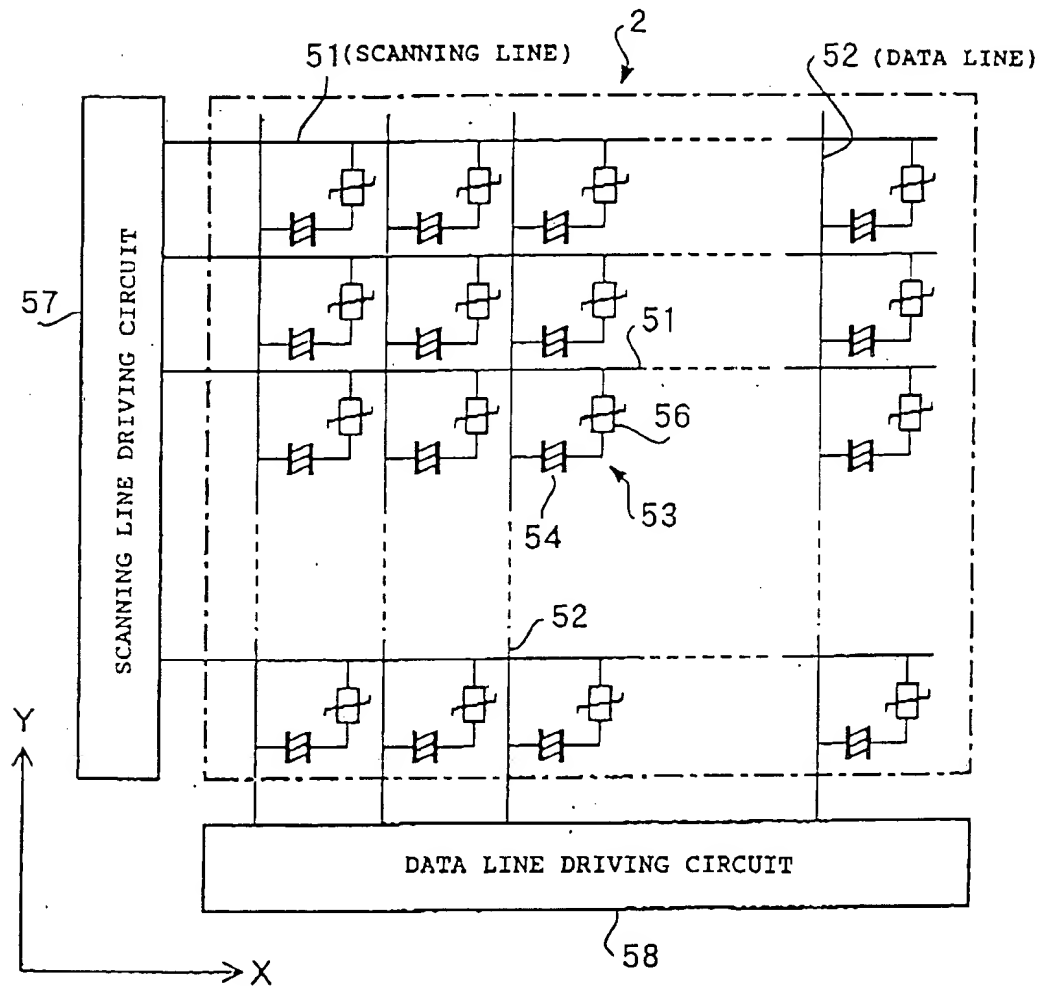 2
51 (SCANNING LINE)
52 (DATA LINE)
57
SCANNING LINE DRIVING CIRCUIT
51
56
53
54
52
Y
DATA LINE DRIVING CIRCUIT
X
58